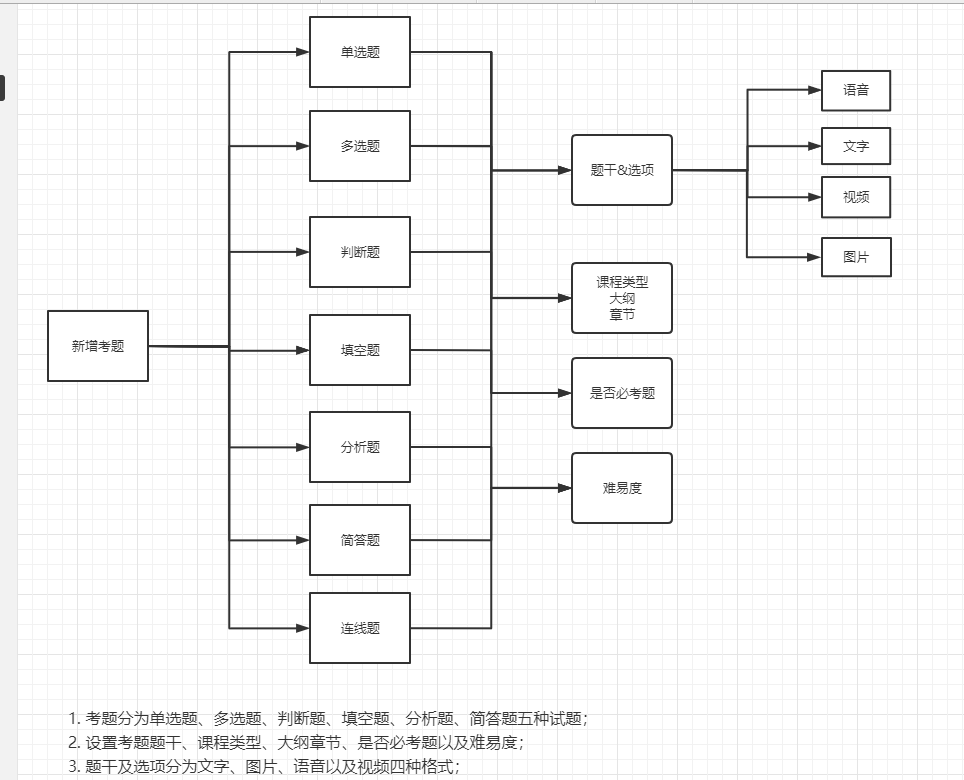 新增考题
单选题
多选题
判断题
填空题
分析题
简答题
连线题
题干&选项
课程类型
大纲
章节
是否必考题
难易度
语音
文字
视频
图片
1. 考题分为单选题、多选题、判断题、填空题、分析题、简答题五种试题；
2. 设置考题题干、课程类型、大纲章节、是否必考题以及难易度；
3. 题干及选项分为文字、图片、语音以及视频四种格式；